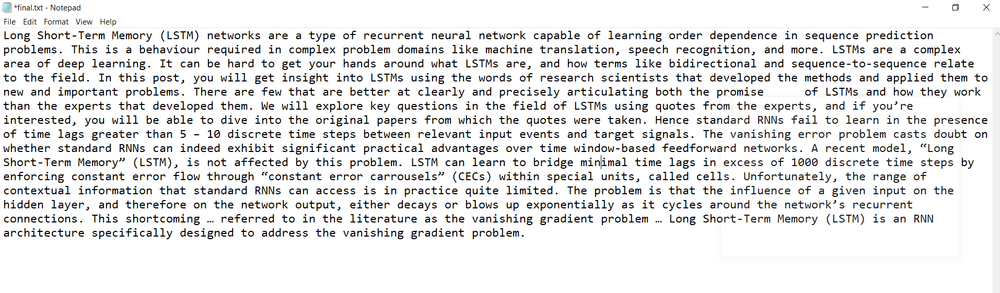 *final.txt - Notepad
File Edit Format View Help
Long Short-Term Memory (LSTM) networks are a type of recurrent neural network capable of learning order dependence in sequence prediction
problems. This is a behaviour required in complex problem domains like machine translation, speech recognition, and more. LSTMs are a complex
area of deep learning. It can be hard to get your hands around what LSTMs are, and how terms like bidirectional and sequence-to-sequence relate
to the field. In this post, you will get insight into LSTMs using the words of research scientists that developed the methods and applied them to
new and important problems. There are few that are better at clearly and precisely articulating both the promise      of LSTMs and how they work
than the experts that developed them. We will explore key questions in the field of LSTMs using quotes from the experts, and if you’re
interested, you will be able to dive into the original papers from which the quotes were taken. Hence standard RNNs fail to learn in the presence
of time lags greater than 5 – 10 discrete time steps between relevant input events and target signals. The vanishing error problem casts doubt on
whether standard RNNs can indeed exhibit significant practical advantages over time window-based feedforward networks. A recent model, “Long
Short-Term Memory” (LSTM), is not affected by this problem. LSTM can learn to bridge minimal time lags in excess of 1000 discrete time steps by
enforcing constant error flow through “constant error carrousels” (CECs) within special units, called cells. Unfortunately, the range of
contextual information that standard RNNs can access is in practice quite limited. The problem is that the influence of a given input on the
hidden layer, and therefore on the network output, either decays or blows up exponentially as it cycles around the network’s recurrent
connections. This shortcoming … referred to in the literature as the vanishing gradient problem … Long Short-Term Memory (LSTM) is an RNN
architecture specifically designed to address the vanishing gradient problem.